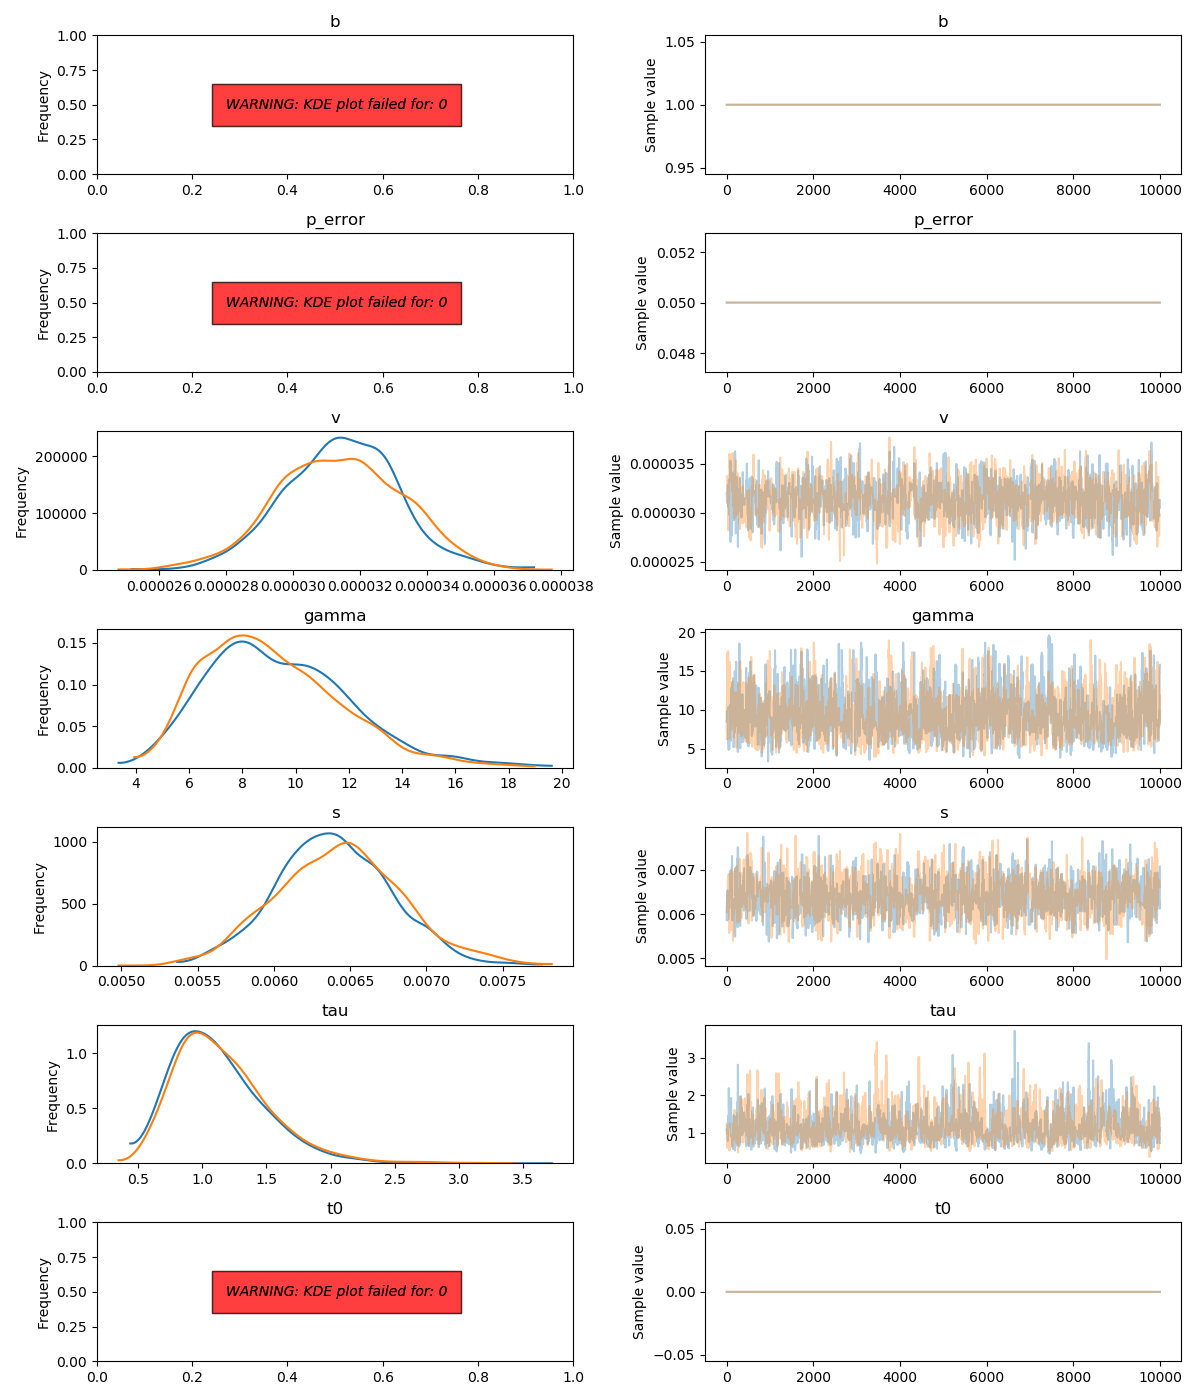 b
1.00
0.75
0.50
0.25
0.00
Frequency
WARNING: KDE plot failed for: 0
0.0 0.2 0.4 0.6 0.8 1.0
b
1.05
1.00
0.95
Sample value
0 2000 4000 6000 8000 10000
p_error
1.00
0.75
0.50
0.25
0.00
Frequency
WARNING: KDE plot failed for: 0
0.0 0.2 0.4 0.6 0.8 1.0
p_error
0.052
0.050
0.048
Sample value
0 2000 4000 6000 8000 10000
v
200000
100000
0
Frequency
0.000026 0.000028 0.000030 0.000032 0.000034 0.000036 0.000038
v
0.000035
0.000030
0.000025
Sample value
0 2000 4000 6000 8000 10000
gamma
0.15
0.10
0.05
0.00
Frequency
4 6 8 10 12 14 16 18 20
gamma
20
15
10
5
Sample value
0 2000 4000 6000 8000 10000
s
1000
500
0
Frequency
0.0050 0.0055 0.0060 0.0065 0.0070 0.0075
s
0.007
0.006
0.005
Sample value
0 2000 4000 6000 8000 10000
tau
1.0
0.5
0.0
Frequency
0.5 1.0 1.5 2.0 2.5 3.0 3.5
tau
3
2
1
Sample value
0 2000 4000 6000 8000 10000
t0
1.00
0.75
0.50
0.25
0.00
Frequency
WARNING: KDE plot failed for: 0
0.0 0.2 0.4 0.6 0.8 1.0
t0
0.05
0.00
−0.05
Sample value
0 2000 4000 6000 8000 10000